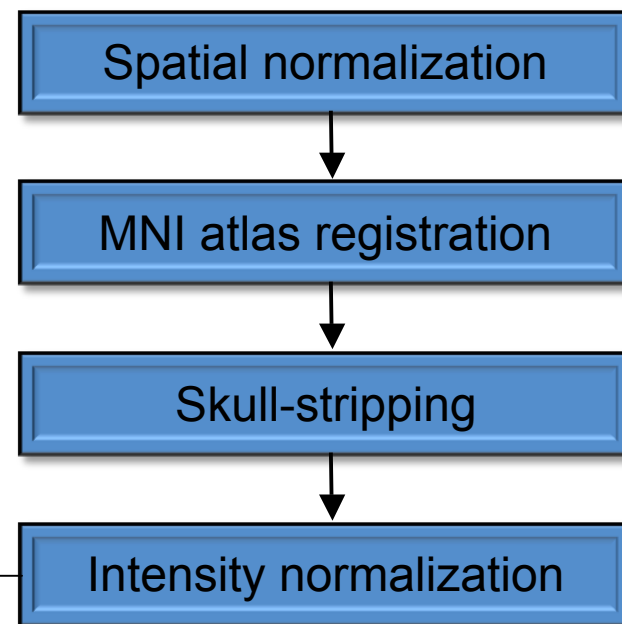 Spatial normalization
MNI atlas registration
Skull-stripping
Intensity normalization